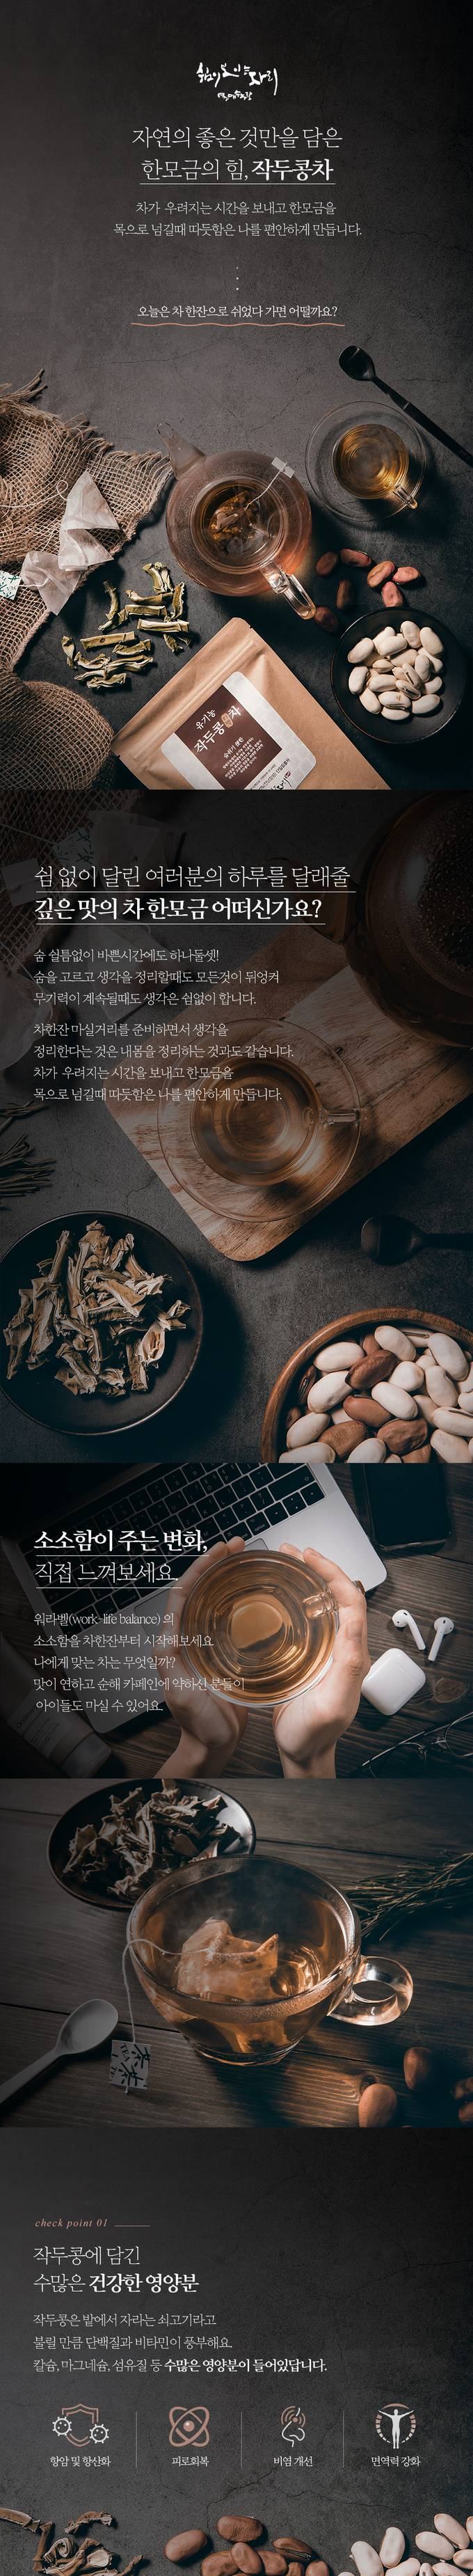 자연의 좋은 것만을 담은
한모금의 힘, 작두콩차
차가 우려지는 시간을 보내고 한모금을
목으로 넘길때 따듯함은 나를 편안하게 만듭니다.
오늘은 차 한잔으로 쉬었다 가면 어떨까요?
유기농
작두콩차
쉼 없이 달린 여러분의 하루를 달래줄
깊은 맛의 차 한모금 어떠신가요?
숨 쉴틈없이 바쁜시간에도 하나둘셋!
숨을 고르고 생각을 정리할때도 모든것이 뒤엉켜
무기력이 계속될때도 생각은 쉼없이 합니다.
차한잔 마실거리를 준비하면서 생각을
정리한다는 것은 내몸을 정리하는 것과도 같습니다.
차가 우려지는 시간을 보내고 한모금을
목으로 넘길때 따듯함은 나를 편안하게 만듭니다.
소소함이 주는 변화,
직접 느껴보세요.
워라벨(work-life balance) 의
소소함을 차한잔부터 시작해보세요.
나에게 맞는 차는 무엇일까?
맛이 연하고 순해 카페인에 약하신 분들이
아이들도 마실 수 있어요.
check point 01
작두콩에 담긴
수많은 건강한 영양분
작두콩은 밭에서 자라는 쇠고기라고
불릴 만큼 단백질과 비타민이 풍부해요.
칼슘, 마그네슘, 섬유질 등 수많은 영양분이 들어있답니다.
항암 및 항산화
피로회복
비염 개선
면역력 강화